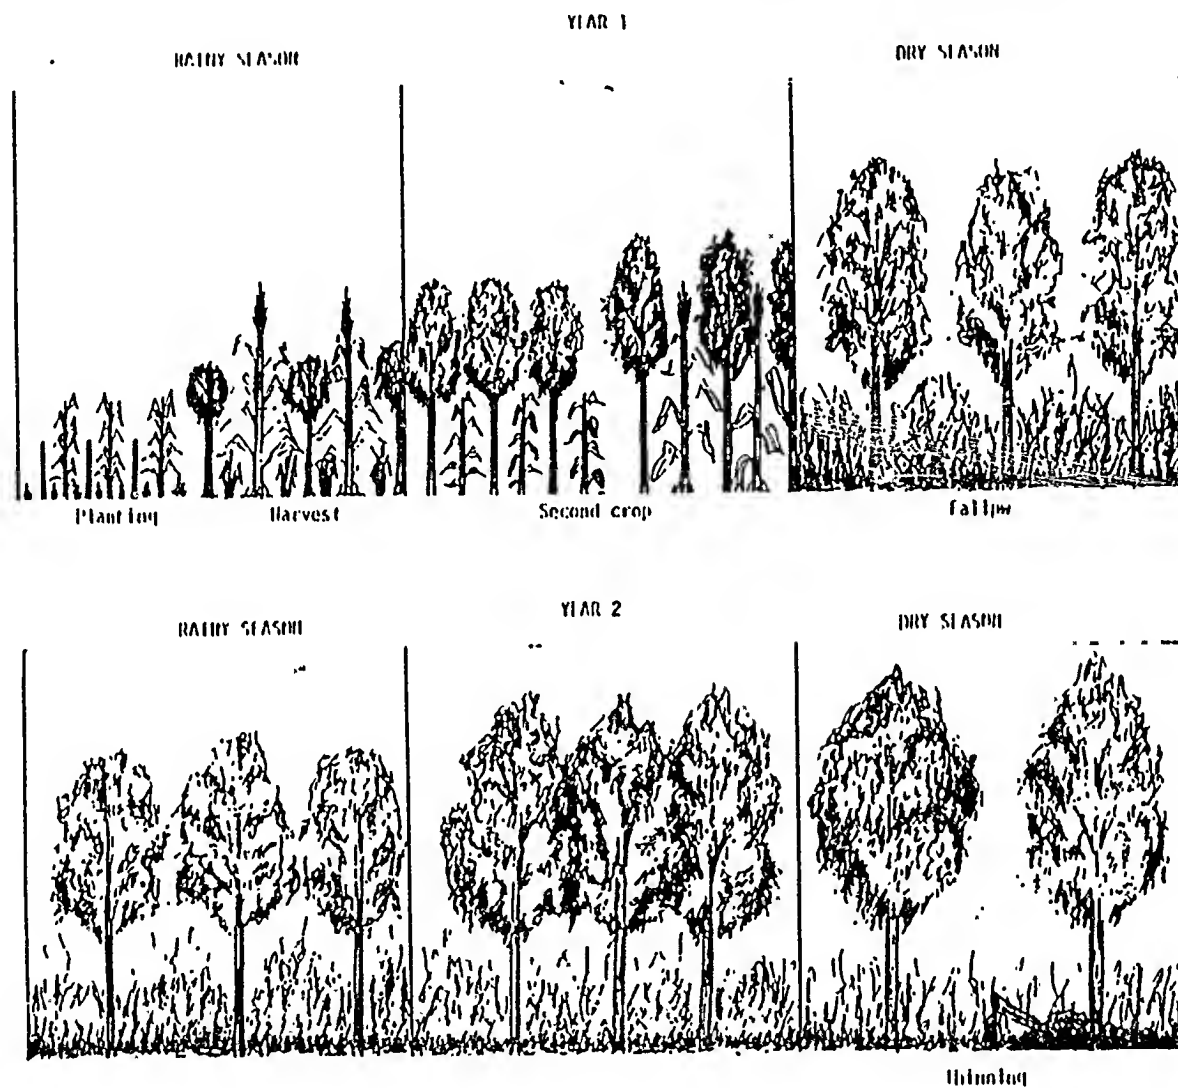 YEAR 1
RAINY SEASON
DRY SEASON
Planting
Harvest
Second crop
Fallow
YEAR 2
RAINY SEASON
DRY SEASON
Thinning